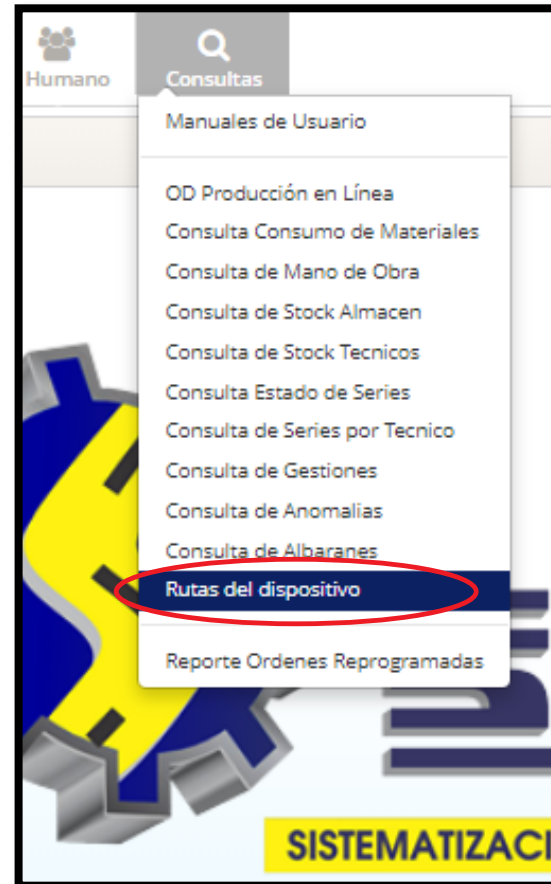 Humano
Consultas
Manuales de Usuario
OD Producción en Línea
Consulta Consumo de Materiales
Consulta de Mano de Obra
Consulta de Stock Almacen
Consulta de Stock Tecnicos
Consulta Estado de Series
Consulta de Series por Tecnico
Consulta de Gestiones
Consulta de Anomalias
Consulta de Albaranes
Rutas del dispositivo
Reporte Ordenes Reprogramadas